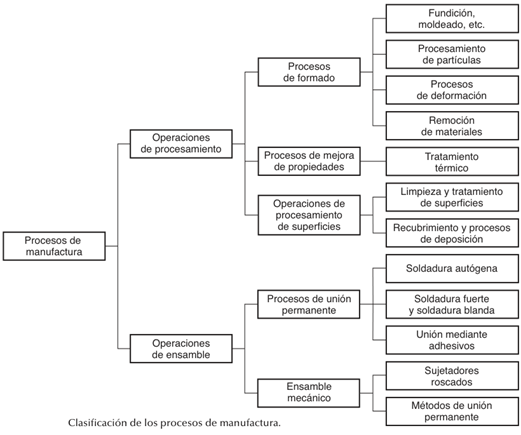 Fundición,
moldeado, etc.
Procesamiento
de partículas
Procesos
de formado
Procesos
de deformación
Remoción
de materiales
Operaciones
de procesamiento
Procesos de mejora
de propiedades
Tratamiento
térmico
Operaciones de
procesamiento
de superficies
Limpieza y tratamiento
de superficies
Recubrimiento y procesos
de deposición
Procesos de
manufactura
Soldadura autógena
Procesos de unión
permanente
Soldadura fuerte
y soldadura blanda
Operaciones
de ensamble
Unión mediante
adhesivos
Ensamble
mecánico
Sujetadores
roscados
Métodos de unión
permanente
Clasificación de los procesos de manufactura.